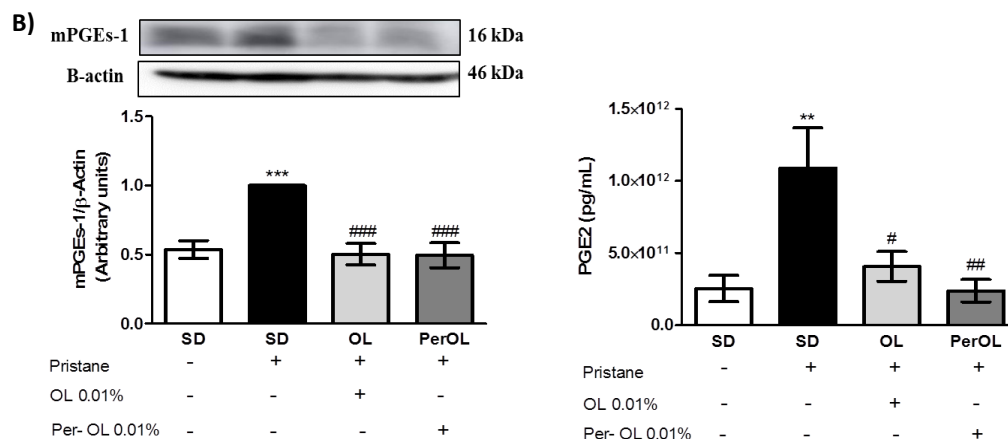 B)
mPGEs-1
16 kDa
B-actin
46 kDa
mPGEs-1/β-Actin
(Arbitrary units)
1.5
1.0
0.5
0.0
***
###
###
SD
SD
OL
PerOL
Pristane - + + +
OL 0.01% - - + -
Per- OL 0.01% - - - +
PGE2 (pg/mL)
1.5×10¹²
1.0×10¹²
5.0×10¹¹
0.0
**
#
##
SD
SD
OL
PerOL
Pristane - + + +
OL 0.01% - - + -
Per- OL 0.01% - - - +